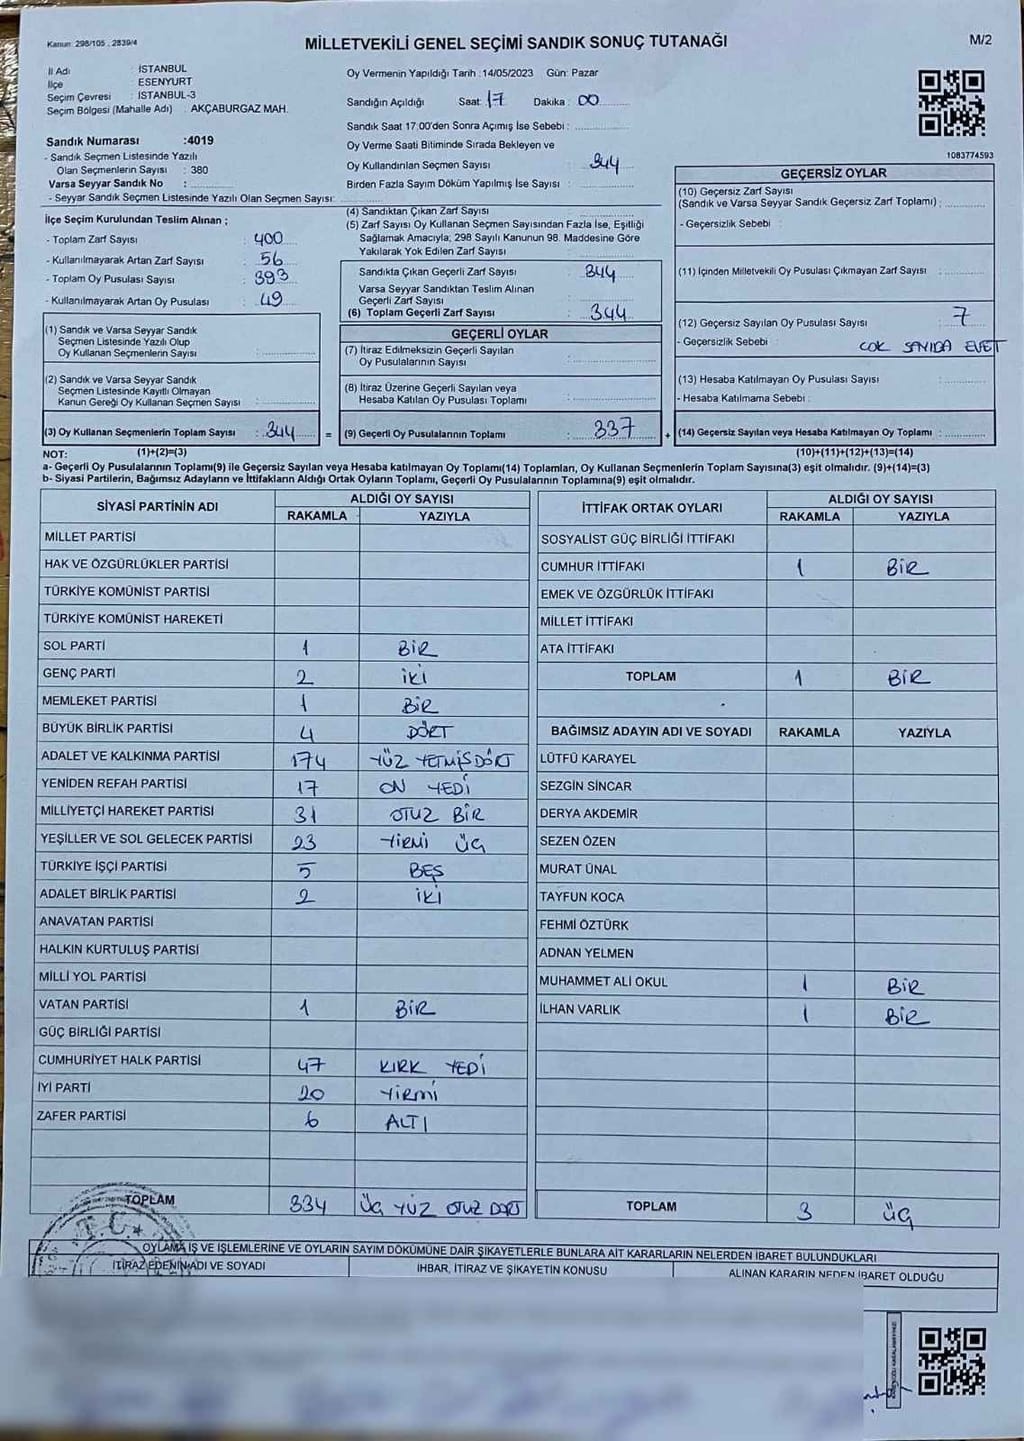 Kanun: 298/105 , 2839/4
MİLLETVEKİLİ GENEL SEÇİMİ SANDIK SONUÇ TUTANAĞI
M/2
İl Adı : İSTANBUL
İlçe : ESENYURT
Seçim Çevresi : İSTANBUL-3
Seçim Bölgesi (Mahalle Adı) : AKÇABURGAZ MAH.
Sandık Numarası :4019
- Sandık Seçmen Listesinde Yazılı
Olan Seçmenlerin Sayısı : 380
Varsa Seyyar Sandık No :
- Seyyar Sandık Seçmen Listesinde Yazılı Olan Seçmen Sayısı:
Oy Vermenin Yapıldığı Tarih : 14/05/2023 Gün: Pazar
Sandığın Açıldığı Saat: 17 Dakika : 00
Sandık Saat 17:00'den Sonra Açımış İse Sebebi :
Oy Verme Saati Bitiminde Sırada Bekleyen ve
Oy Kullandırılan Seçmen Sayısı : 344
Birden Fazla Sayım Döküm Yapılmış İse Sayısı :
1083774593
İlçe Seçim Kurulundan Teslim Alınan ;
- Toplam Zarf Sayısı : 400
- Kullanılmayarak Artan Zarf Sayısı : 56
- Toplam Oy Pusulası Sayısı : 393
- Kullanılmayarak Artan Oy Pusulası : 49
(1) Sandık ve Varsa Seyyar Sandık
Seçmen Listesinde Yazılı Olup
Oy Kullanan Seçmenlerin Sayısı :
(2) Sandık ve Varsa Seyyar Sandık
Seçmen Listesinde Kayıtlı Olmayan
Kanun Gereği Oy Kullanan Seçmen Sayısı :
(3) Oy Kullanan Seçmenlerin Toplam Sayısı : 344
(4) Sandıktan Çıkan Zarf Sayısı :
(5) Zarf Sayısı Oy Kullanan Seçmen Sayısından Fazla İse, Eşitliği
Sağlamak Amacıyla; 298 Sayılı Kanunun 98. Maddesine Göre
Yakılarak Yok Edilen Zarf Sayısı :
Sandıkta Çıkan Geçerli Zarf Sayısı : 344
Varsa Seyyar Sandıktan Teslim Alınan
Geçerli Zarf Sayısı :
(6) Toplam Geçerli Zarf Sayısı : 344
GEÇERLİ OYLAR
(7) İtiraz Edilmeksizin Geçerli Sayılan
Oy Pusulalarının Sayısı :
(8) İtiraz Üzerine Geçerli Sayılan veya
Hesaba Katılan Oy Pusulası Toplamı :
= (9) Geçerli Oy Pusulalarının Toplamı : 337
GEÇERSİZ OYLAR
(10) Geçersiz Zarf Sayısı
(Sandık ve Varsa Seyyar Sandık Geçersiz Zarf Toplamı) :
- Geçersizlik Sebebi :
(11) İçinden Milletvekili Oy Pusulası Çıkmayan Zarf Sayısı :
(12) Geçersiz Sayılan Oy Pusulası Sayısı : 7
- Geçersizlik Sebebi : ÇOK SAYIDA EVET
(13) Hesaba Katılmayan Oy Pusulası Sayısı :
- Hesaba Katılmama Sebebi :
+ (14) Geçersiz Sayılan veya Hesaba Katılmayan Oy Toplamı :
NOT: (1)+(2)=(3)
(10)+(11)+(12)+(13)=(14)
a- Geçerli Oy Pusulalarının Toplamı(9) ile Geçersiz Sayılan veya Hesaba katılmayan Oy Toplamı(14) Toplamları, Oy Kullanan Seçmenlerin Toplam Sayısına(3) eşit olmalıdır. (9)+(14)=(3)
b- Siyasi Partilerin, Bağımsız Adayların ve İttifakların Aldığı Ortak Oyların Toplamı, Geçerli Oy Pusulalarının Toplamına(9) eşit olmalıdır.
SİYASİ PARTİNİN ADI
ALDIĞI OY SAYISI
RAKAMLA YAZIYLA
MİLLET PARTİSİ
HAK VE ÖZGÜRLÜKLER PARTİSİ
TÜRKİYE KOMÜNİST PARTİSİ
TÜRKİYE KOMÜNİST HAREKETİ
SOL PARTİ 1 BİR
GENÇ PARTİ 2 İKİ
MEMLEKET PARTİSİ 1 BİR
BÜYÜK BİRLİK PARTİSİ 4 DÖRT
ADALET VE KALKINMA PARTİSİ 174 YÜZ YETMİŞDÖRT
YENİDEN REFAH PARTİSİ 17 ON YEDİ
MİLLİYETÇİ HAREKET PARTİSİ 31 OTUZ BİR
YEŞİLLER VE SOL GELECEK PARTİSİ 23 YİRMİ ÜÇ
TÜRKİYE İŞÇİ PARTİSİ 5 BEŞ
ADALET BİRLİK PARTİSİ 2 İKİ
ANAVATAN PARTİSİ
HALKIN KURTULUŞ PARTİSİ
MİLLİ YOL PARTİSİ
VATAN PARTİSİ 1 BİR
GÜÇ BİRLİĞİ PARTİSİ
CUMHURİYET HALK PARTİSİ 47 KIRK YEDİ
İYİ PARTİ 20 YİRMİ
ZAFER PARTİSİ 6 ALTI
TOPLAM 334 ÜÇ YÜZ OTUZ DÖRT
İTTİFAK ORTAK OYLARI
ALDIĞI OY SAYISI
RAKAMLA YAZIYLA
SOSYALİST GÜÇ BİRLİĞİ İTTİFAKI
CUMHUR İTTİFAKI 1 BİR
EMEK VE ÖZGÜRLÜK İTTİFAKI
MİLLET İTTİFAKI
ATA İTTİFAKI
TOPLAM 1 BİR
BAĞIMSIZ ADAYIN ADI VE SOYADI RAKAMLA YAZIYLA
LÜTFÜ KARAYEL
SEZGİN SİNCAR
DERYA AKDEMİR
SEZEN ÖZEN
MURAT ÜNAL
TAYFUN KOCA
FEHMİ ÖZTÜRK
ADNAN YELMEN
MUHAMMET ALİ OKUL 1 BİR
İLHAN VARLIK 1 BİR
TOPLAM 3 ÜÇ
T.C.
OYLAMA İŞ VE İŞLEMLERİNE VE OYLARIN SAYIM DÖKÜMÜNE DAİR ŞİKAYETLERLE BUNLARA AİT KARARLARIN NELERDEN İBARET BULUNDUKLARI
İTİRAZ EDENİN ADI VE SOYADI
İHBAR, İTİRAZ VE ŞİKAYETİN KONUSU
ALINAN KARARIN NEDEN İBARET OLDUĞU